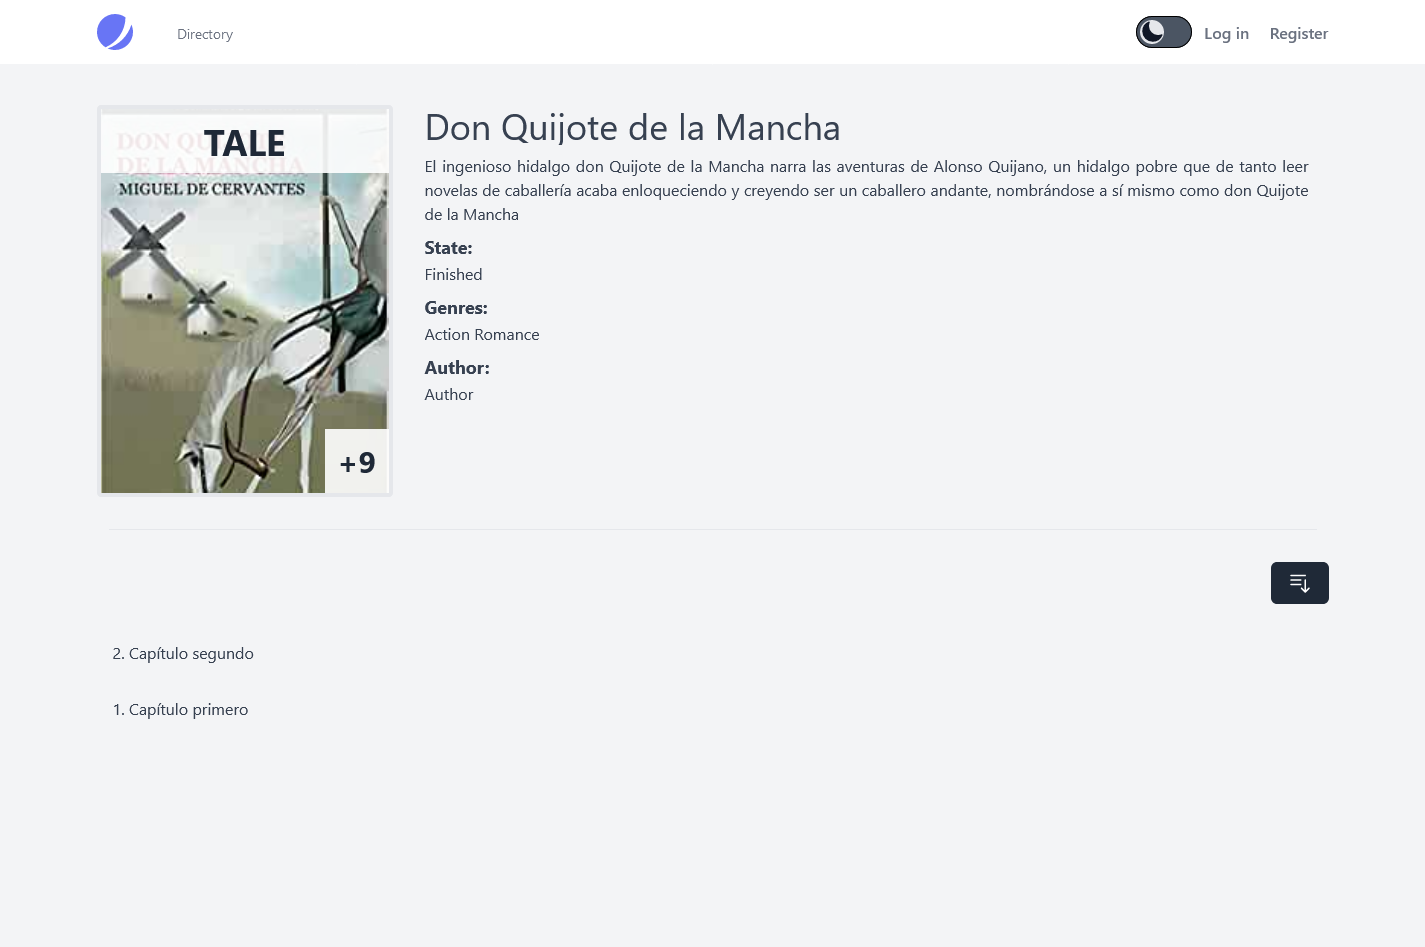 Directory
Log in
Register
TALE
DON QU
DE LA MANCHA
MIGUEL DE CERVANTES
+9
Don Quijote de la Mancha
El ingenioso hidalgo don Quijote de la Mancha narra las aventuras de Alonso Quijano, un hidalgo pobre que de tanto leer
novelas de caballería acaba enloqueciendo y creyendo ser un caballero andante, nombrándose a sí mismo como don Quijote
de la Mancha
State:
Finished
Genres:
Action Romance
Author:
Author
2. Capítulo segundo
1. Capítulo primero